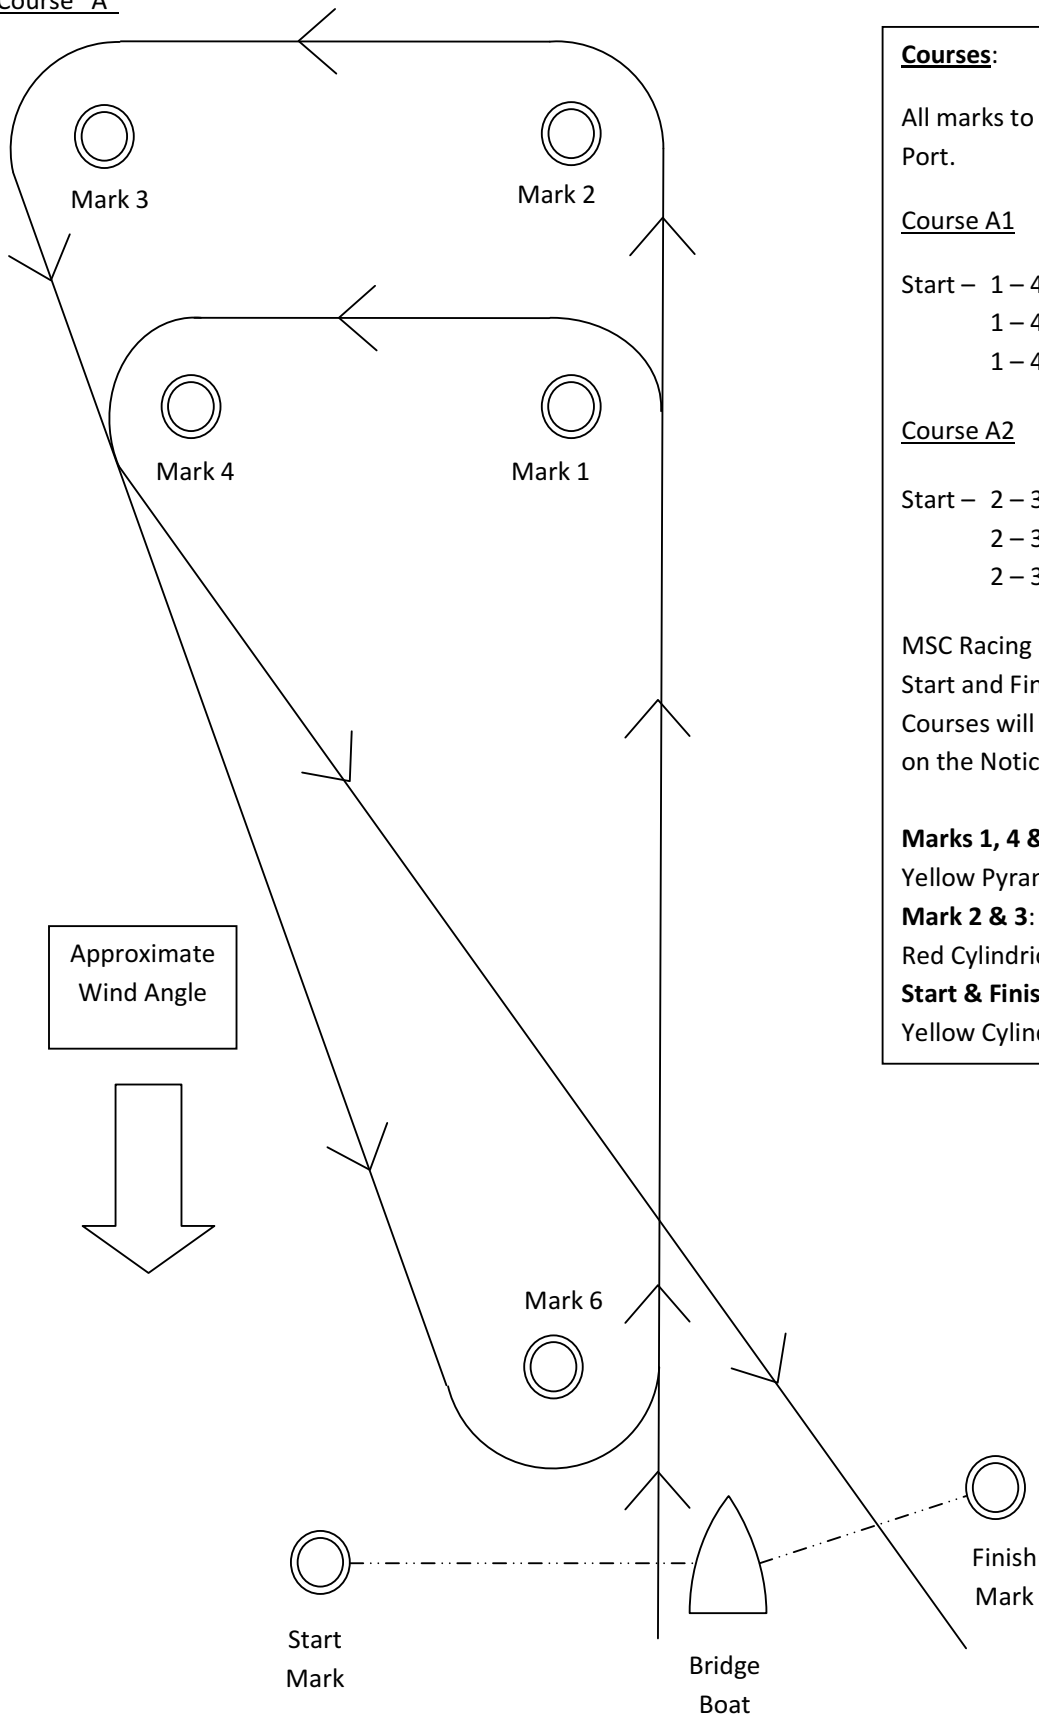 Course "A"
Mark 3
Mark 2
Mark 4
Mark 1
Approximate
Wind Angle
Mark 6
Start
Mark
Bridge
Boat
Finish
Mark
Courses:
All marks to
Port.
Course A1
Start – 1 – 4
1 – 4
1 – 4
Course A2
Start – 2 – 3
2 – 3
2 – 3
MSC Racing
Start and Fin
Courses will
on the Notic
Marks 1, 4 &
Yellow Pyran
Mark 2 & 3:
Red Cylindric
Start & Finis
Yellow Cylind